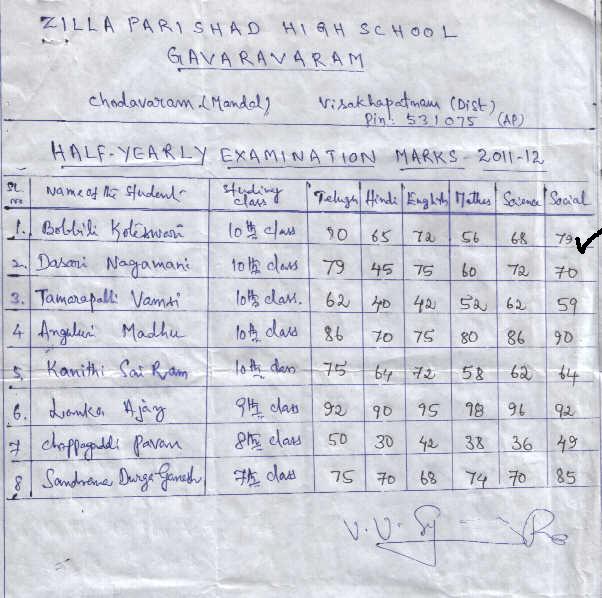 ZILLA PARISHAD HIGH SCHOOL
GAVARAVARAM
Chodavaram (Mandal) Visakhapatnam (Dist)
Pin: 531075 (AP)
HALF-YEARLY EXAMINATION MARKS - 2011-12
Sl no Name of the Student Studying class Telugu Hindi English Mathes Science Social
1. Bobbili Koteswari 10th class 90 65 72 56 68 79
2. Dasari Nagamani 10th class 79 45 75 60 72 70
3. Tamarapalli Vamsi 10th class. 62 40 42 52 62 59
4 Anguluri Madhu 10th class 86 70 75 80 86 90
5. Kanithi Sai Ram 10th class 75 64 72 58 62 64
6. Lanka Ajay 9th class 92 90 95 98 96 92
7 Chappagaddi Pavan 8th class 50 30 42 38 36 49
8 Durga Ganesh 7th class 75 70 68 74 70 85
V. V. Sy